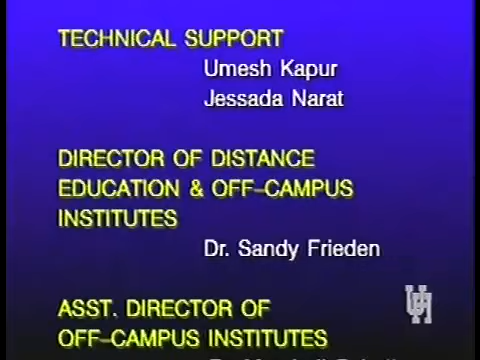 TECHNICAL SUPPORT
Umesh Kapur
Jessada Narat
DIRECTOR OF DISTANCE
EDUCATION & OFF–CAMPUS
INSTITUTES
Dr. Sandy Frieden
UH
ASST. DIRECTOR OF
OFF–CAMPUS INSTITUTES